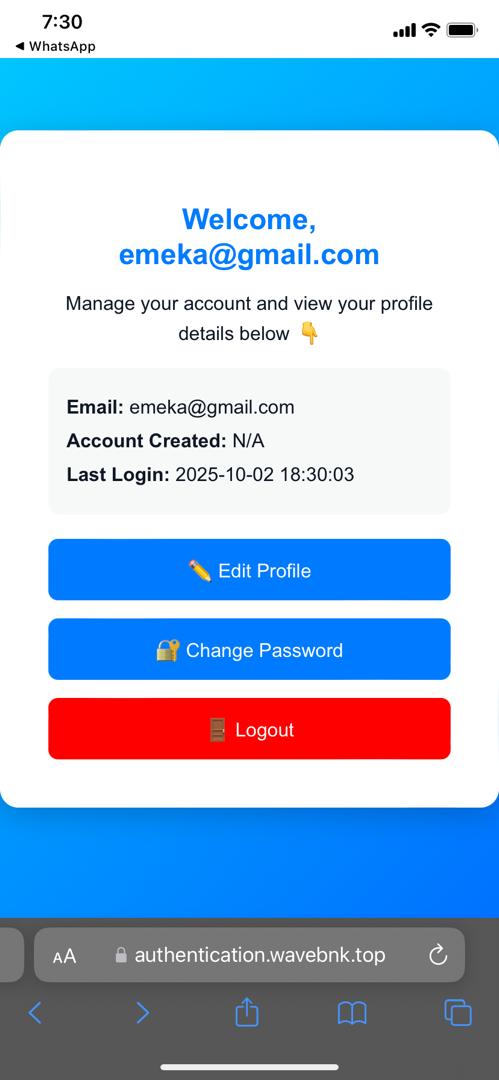 7:30
◀ WhatsApp
Welcome,
emeka@gmail.com
Manage your account and view your profile
details below 👇
Email: emeka@gmail.com
Account Created: N/A
Last Login: 2025-10-02 18:30:03
✏️ Edit Profile
🔐 Change Password
🚪 Logout
AA authentication.wavebnk.top